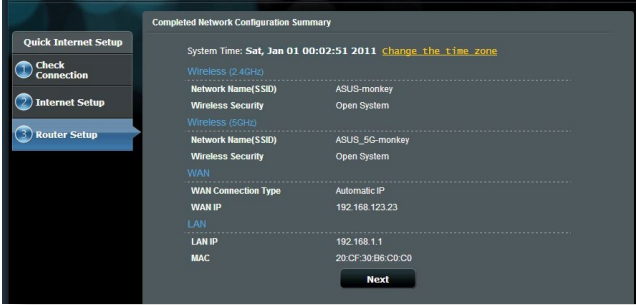 Completed Network Configuration Summary
Quick Internet Setup
1 Check Connection
2 Internet Setup
3 Router Setup
System Time: Sat, Jan 01 00:02:51 2011 Change the time zone
Wireless (2.4GHz)
Network Name(SSID) ASUS-monkey
Wireless Security Open System
Wireless (5GHz)
Network Name(SSID) ASUS_5G-monkey
Wireless Security Open System
WAN
WAN Connection Type Automatic IP
WAN IP 192.168.123.23
LAN
LAN IP 192.168.1.1
MAC 20:CF:30:B6:C0:C0
Next